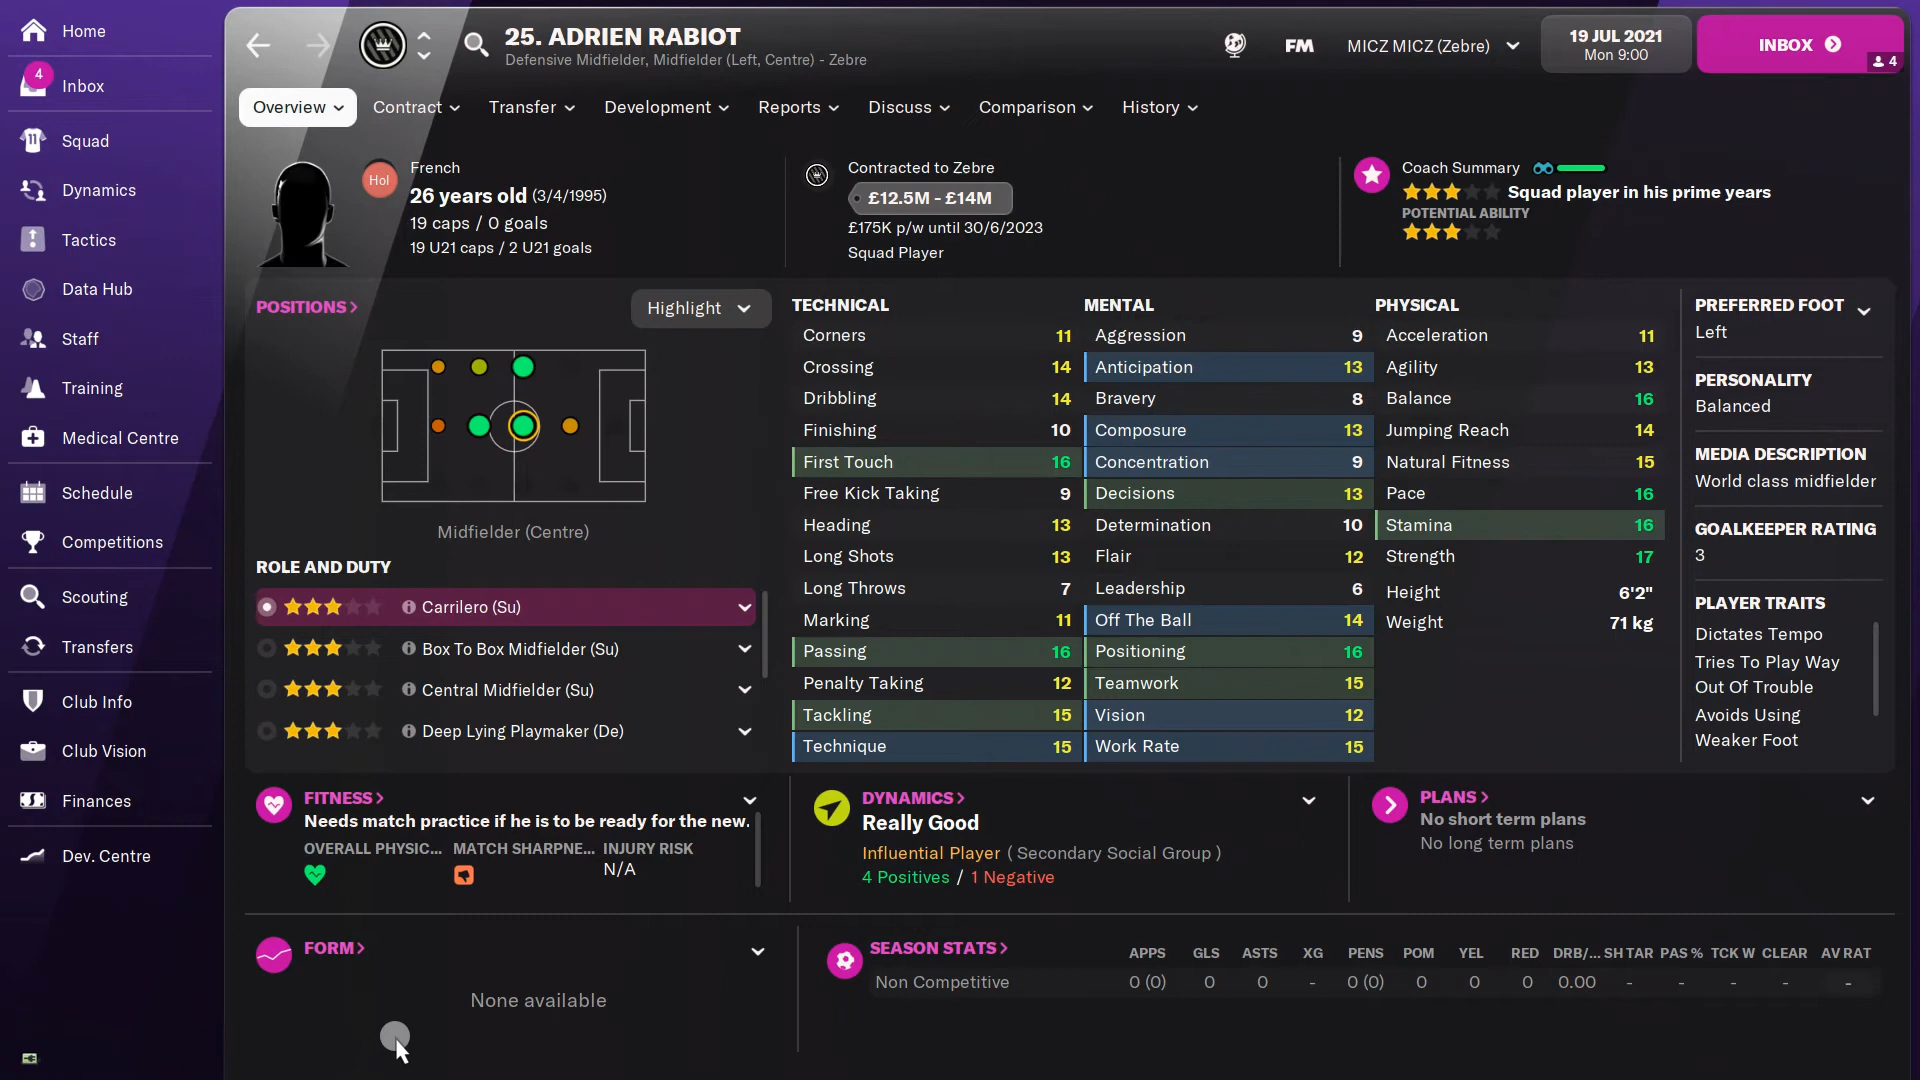 Home
4
Inbox
Squad
Dynamics
Tactics
Data Hub
Staff
Training
Medical Centre
Schedule
Competitions
Scouting
Transfers
Club Info
Club Vision
Finances
Dev. Centre
25. ADRIEN RABIOT
Defensive Midfielder, Midfielder (Left, Centre) - Zebre
FM
MICZ MICZ (Zebre)
19 JUL 2021
Mon 9:00
INBOX
4
Overview
Contract
Transfer
Development
Reports
Discuss
Comparison
History
Hol
French
26 years old (3/4/1995)
19 caps / 0 goals
19 U21 caps / 2 U21 goals
Contracted to Zebre
£12.5M - £14M
£175K p/w until 30/6/2023
Squad Player
Coach Summary
Squad player in his prime years
POTENTIAL ABILITY
POSITIONS >
Highlight
Midfielder (Centre)
ROLE AND DUTY
Carrilero (Su)
Box To Box Midfielder (Su)
Central Midfielder (Su)
Deep Lying Playmaker (De)
TECHNICAL
Corners 11
Crossing 14
Dribbling 14
Finishing 10
First Touch 16
Free Kick Taking 9
Heading 13
Long Shots 13
Long Throws 7
Marking 11
Passing 16
Penalty Taking 12
Tackling 15
Technique 15
MENTAL
Aggression 9
Anticipation 13
Bravery 8
Composure 13
Concentration 9
Decisions 13
Determination 10
Flair 12
Leadership 6
Off The Ball 14
Positioning 16
Teamwork 15
Vision 12
Work Rate 15
PHYSICAL
Acceleration 11
Agility 13
Balance 16
Jumping Reach 14
Natural Fitness 15
Pace 16
Stamina 16
Strength 17
Height 6'2"
Weight 71 kg
PREFERRED FOOT
Left
PERSONALITY
Balanced
MEDIA DESCRIPTION
World class midfielder
GOALKEEPER RATING
3
PLAYER TRAITS
Dictates Tempo
Tries To Play Way
Out Of Trouble
Avoids Using
Weaker Foot
FITNESS >
Needs match practice if he is to be ready for the new.
OVERALL PHYSIC... MATCH SHARPNE... INJURY RISK
N/A
DYNAMICS >
Really Good
Influential Player ( Secondary Social Group )
4 Positives / 1 Negative
PLANS >
No short term plans
No long term plans
FORM >
None available
SEASON STATS > APPS GLS ASTS XG PENS POM YEL RED DRB/... SH TAR PAS % TCK W CLEAR AV RAT
Non Competitive 0 (0) 0 0 - 0 (0) 0 0 0 0.00 - - - - -